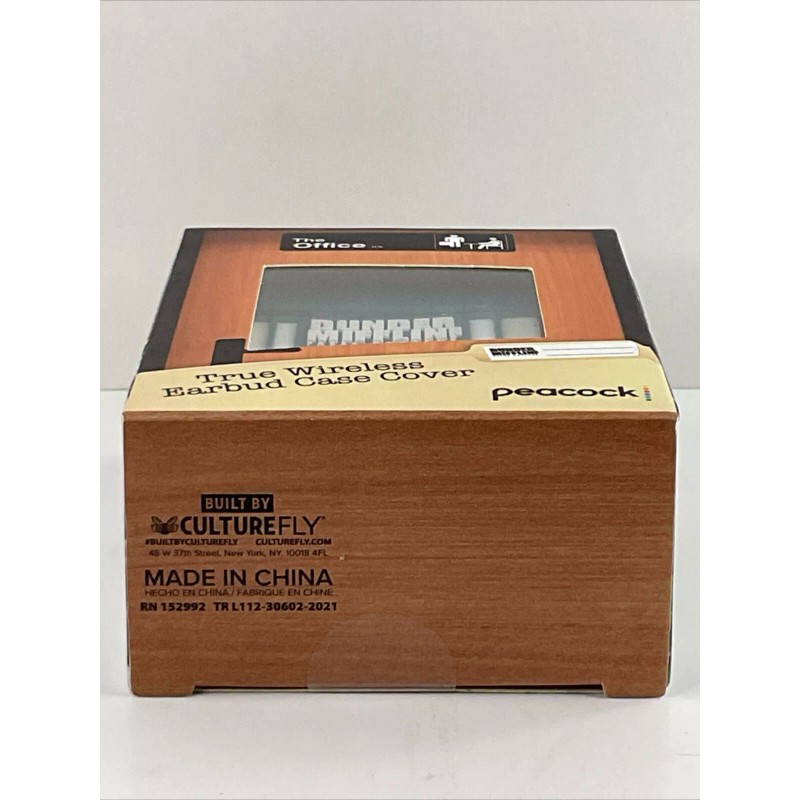 The
Office
DUNDER
MIFFLIN
DUNDER
MIFFLIN
True Wireless
Earbud Case Cover
peacock
BUILT BY
CULTUREFLY
#BUILTBYCULTUREFLY CULTUREFLY.COM
48 W 37th Street, New York, NY, 10018 4FL
MADE IN CHINA
HECHO EN CHINA / FABRIQUE EN CHINE
RN 152992 TR L112-30602-2021